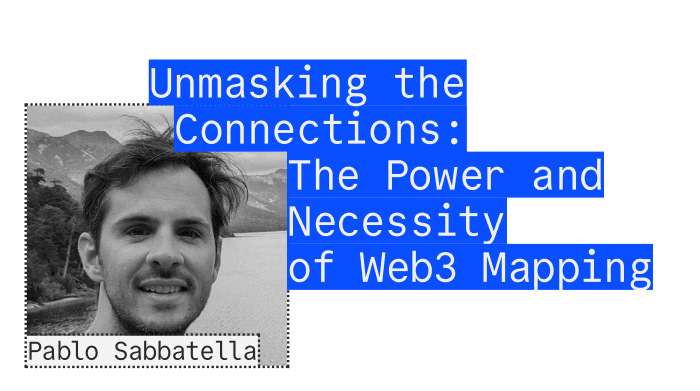 Unmasking the
Connections:
The Power and
Necessity
of Web3 Mapping
Pablo Sabbatella